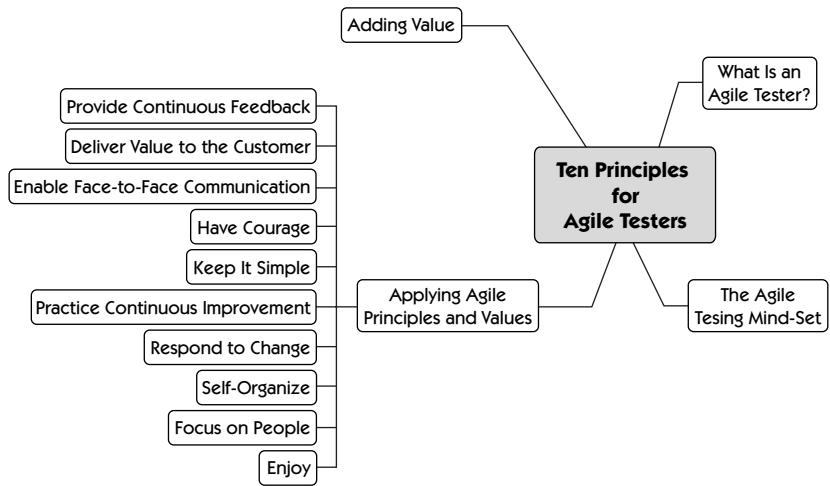 Adding Value
What Is an
Agile Tester?
Provide Continuous Feedback
Deliver Value to the Customer
Enable Face-to-Face Communication
Have Courage
Keep It Simple
Practice Continuous Improvement
Respond to Change
Self-Organize
Focus on People
Enjoy
Ten Principles
for
Agile Testers
Applying Agile
Principles and Values
The Agile
Tesing Mind-Set